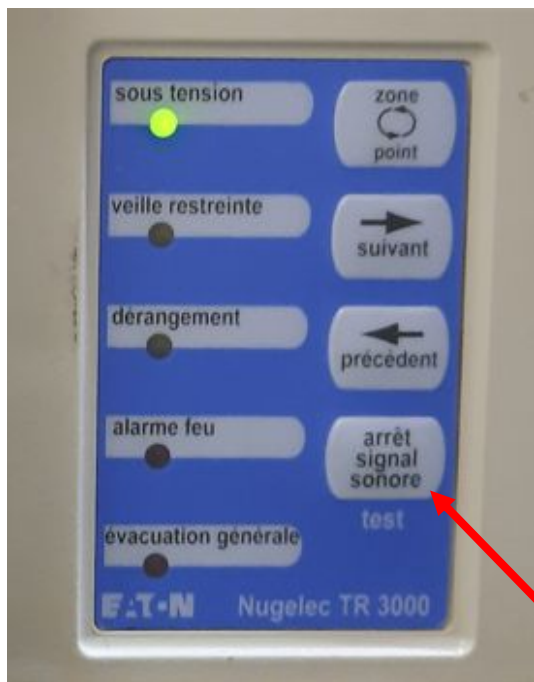 sous tension
zone
point
veille restreinte
suivant
dérangement
précédent
alarme feu
arrêt
signal
sonore
test
évacuation générale
EATON Nugelec TR 3000